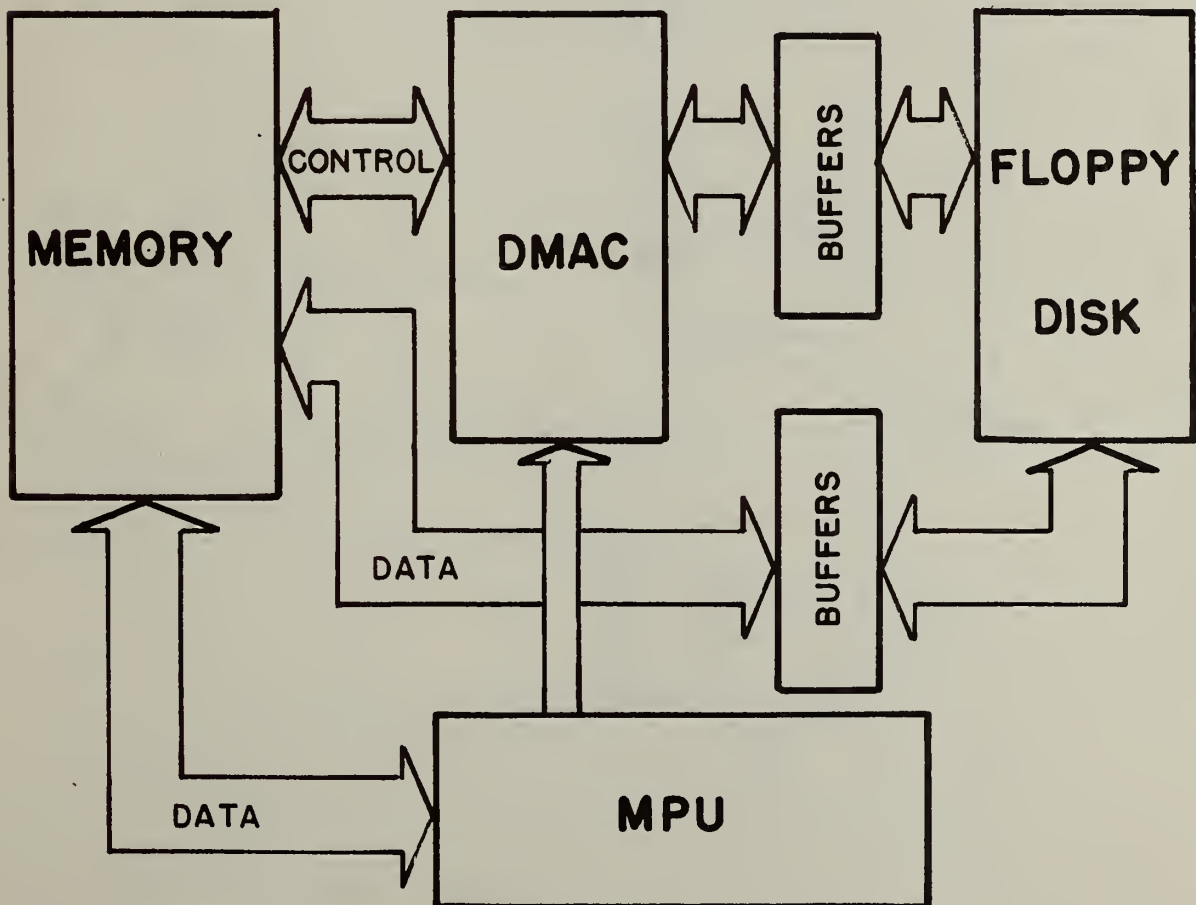 MEMORY
CONTROL
DMAC
BUFFERS
FLOPPY
DISK
DATA
BUFFERS
DATA
MPU